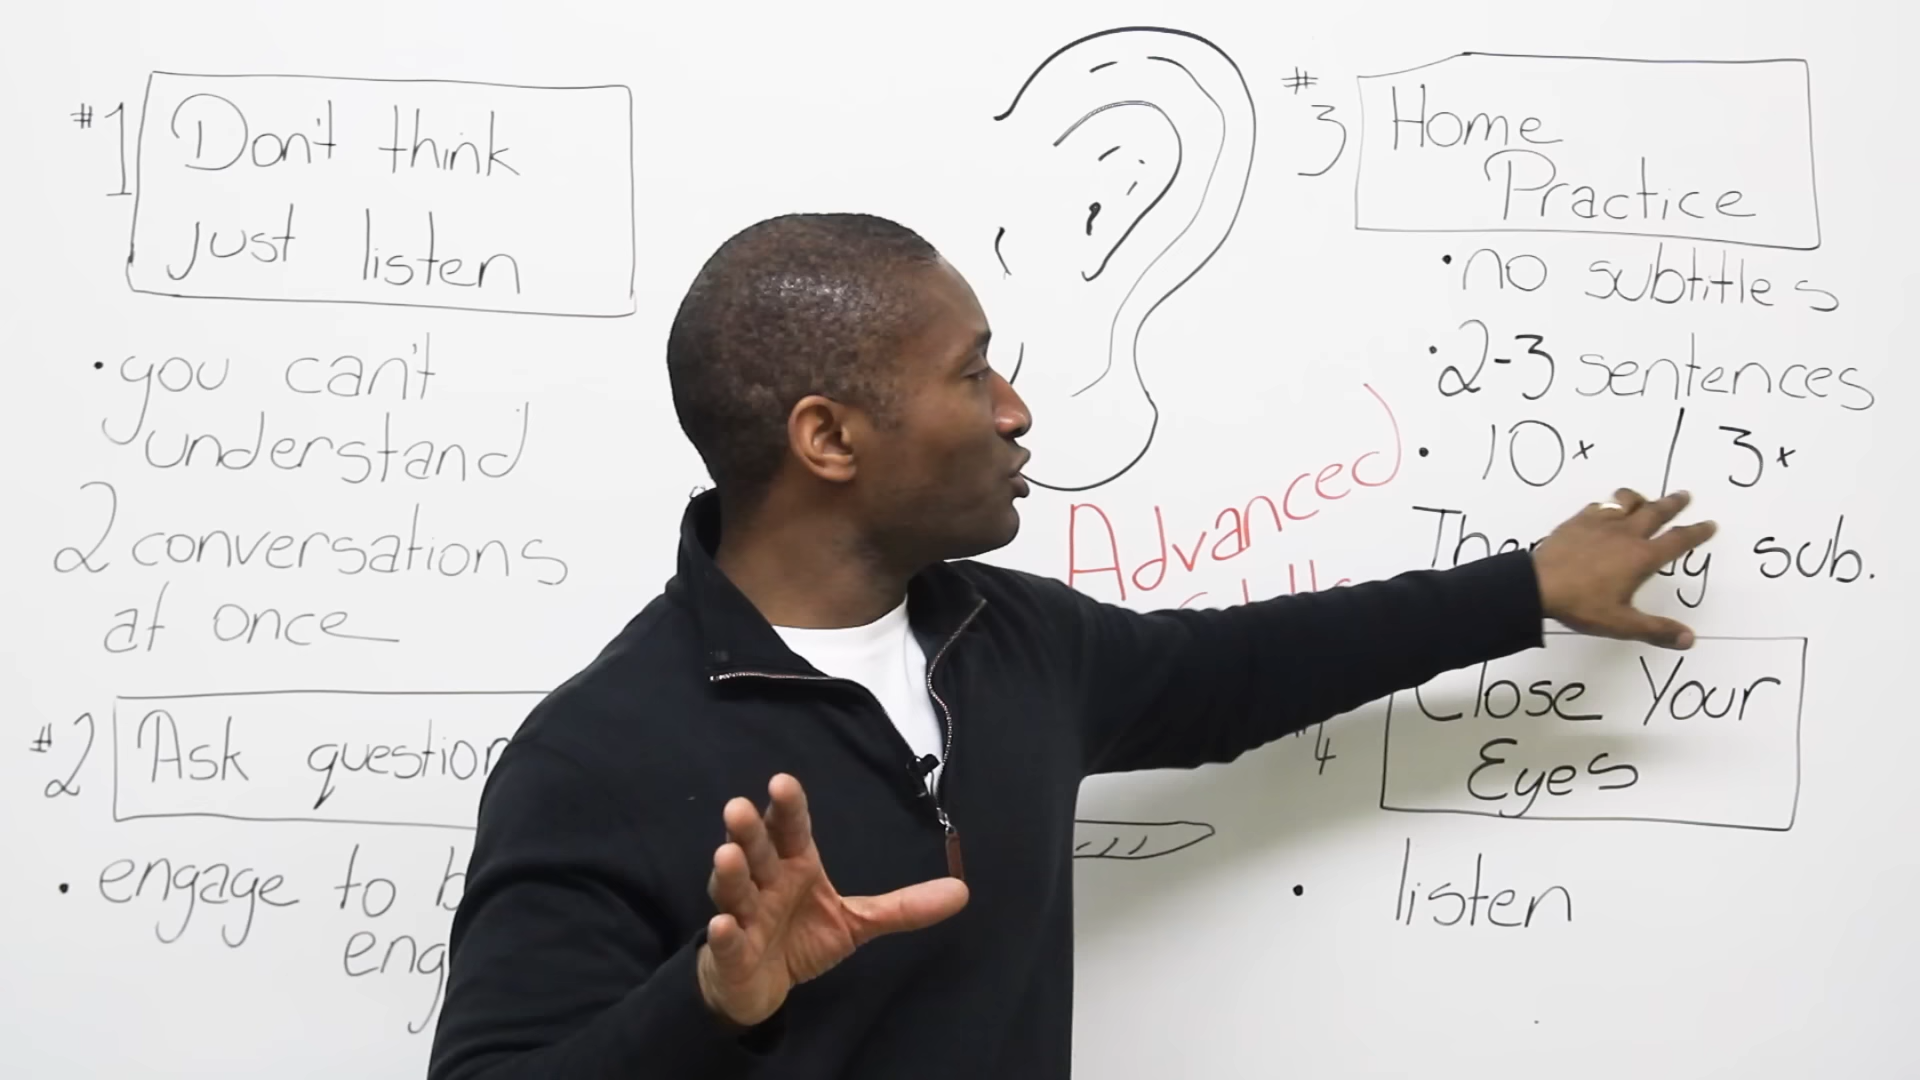 #1
Don't think
just listen
• you can't
understand
2 conversations
at once
#2
Ask question
• engage to
Advanced
#3
Home
Practice
• no subtitles
• 2-3 sentences
• 10x / 3x
sub.
#4
Close Your
Eyes
• listen